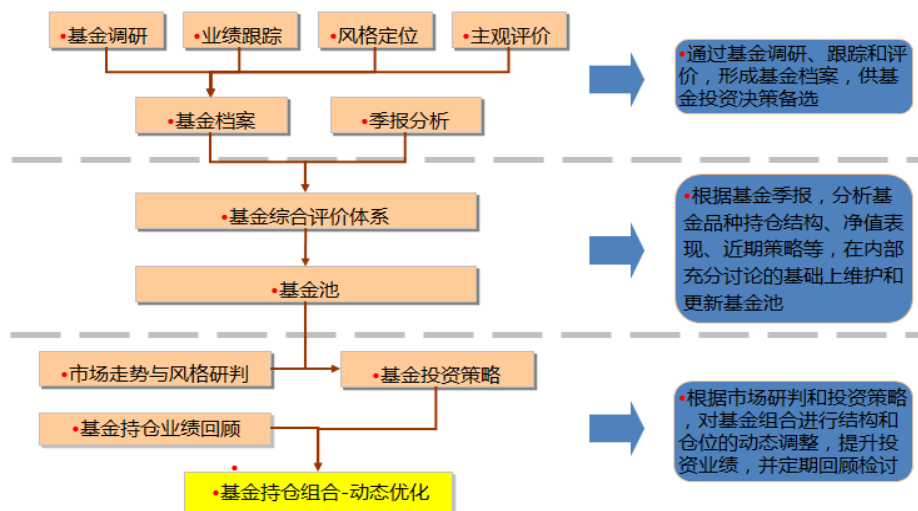 •基金调研
•业绩跟踪
•风格定位
•主观评价
•通过基金调研、跟踪和评
价，形成基金档案，供基
金投资决策备选
•基金档案
•季报分析
•基金综合评价体系
•根据基金季报，分析基
金品种持仓结构、净值表
现、近期策略等，在内部
充分讨论的基础上维护和
更新基金池
•基金池
•市场走势与风格研判
•基金投资策略
•根据市场研判和投资策略
，对基金组合进行结构和
仓位的动态调整，提升投
资业绩，并定期回顾检讨
•基金持仓业绩回顾
•
•基金持仓组合-动态优化